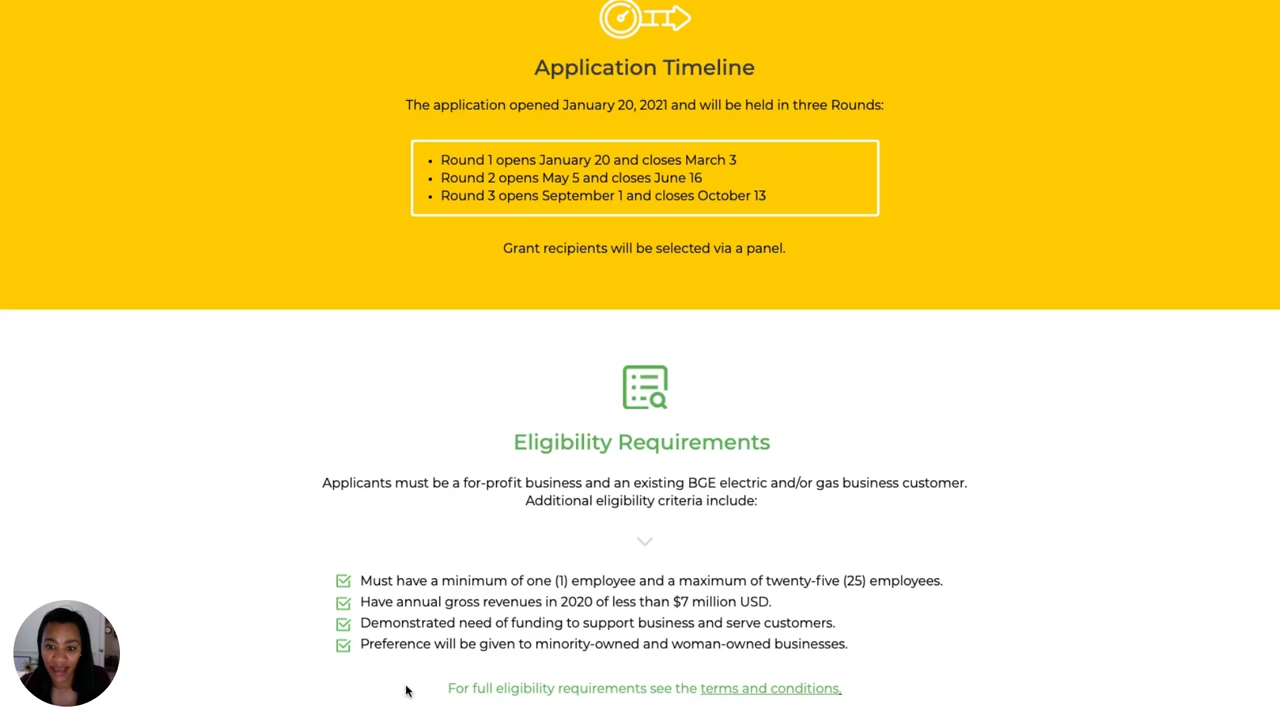 Application Timeline
The application opened January 20, 2021 and will be held in three Rounds:
• Round 1 opens January 20 and closes March 3
• Round 2 opens May 5 and closes June 16
• Round 3 opens September 1 and closes October 13
Grant recipients will be selected via a panel.
Eligibility Requirements
Applicants must be a for-profit business and an existing BGE electric and/or gas business customer.
Additional eligibility criteria include:
Must have a minimum of one (1) employee and a maximum of twenty-five (25) employees.
Have annual gross revenues in 2020 of less than $7 million USD.
Demonstrated need of funding to support business and serve customers.
Preference will be given to minority-owned and woman-owned businesses.
For full eligibility requirements see the terms and conditions.